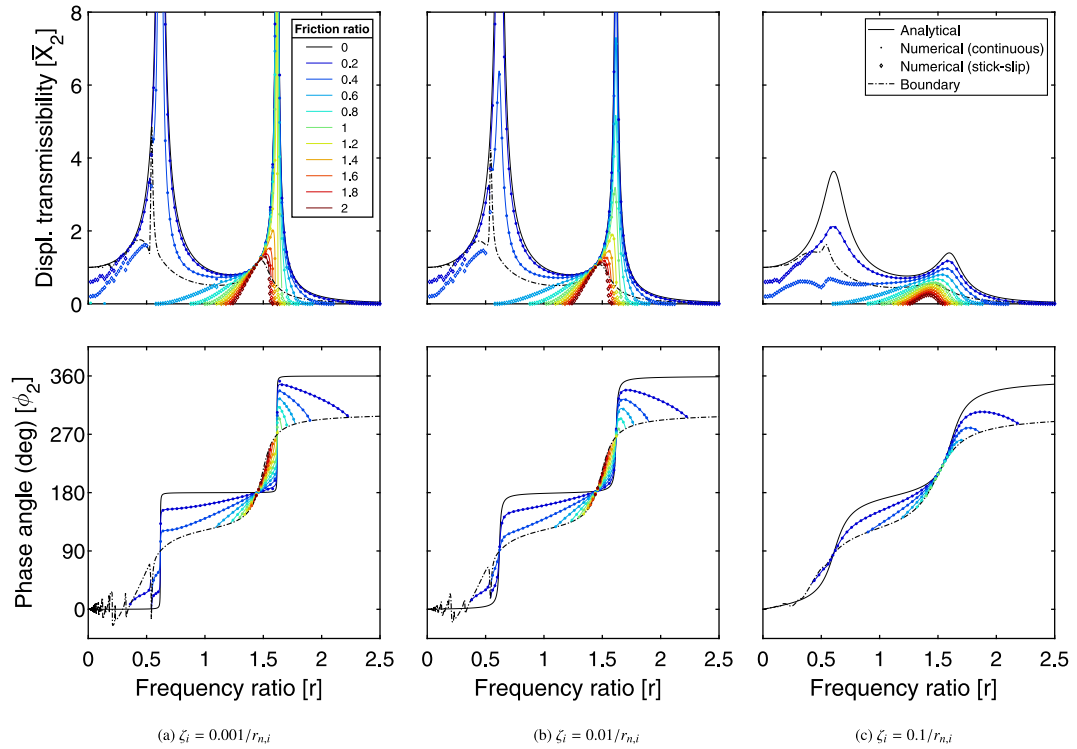 Displ. transmissibility [X̅₂]
8
6
4
2
0
Friction ratio
0
0.2
0.4
0.6
0.8
1
1.2
1.4
1.6
1.8
2
Analytical
Numerical (continuous)
Numerical (stick-slip)
Boundary
Phase angle (deg) [ϕ₂]
360
270
180
90
0
0 0.5 1 1.5 2 2.5
0 0.5 1 1.5 2 2.5
0 0.5 1 1.5 2 2.5
Frequency ratio [r]
Frequency ratio [r]
Frequency ratio [r]
(a) ζᵢ = 0.001/rₙ,ᵢ
(b) ζᵢ = 0.01/rₙ,ᵢ
(c) ζᵢ = 0.1/rₙ,ᵢ